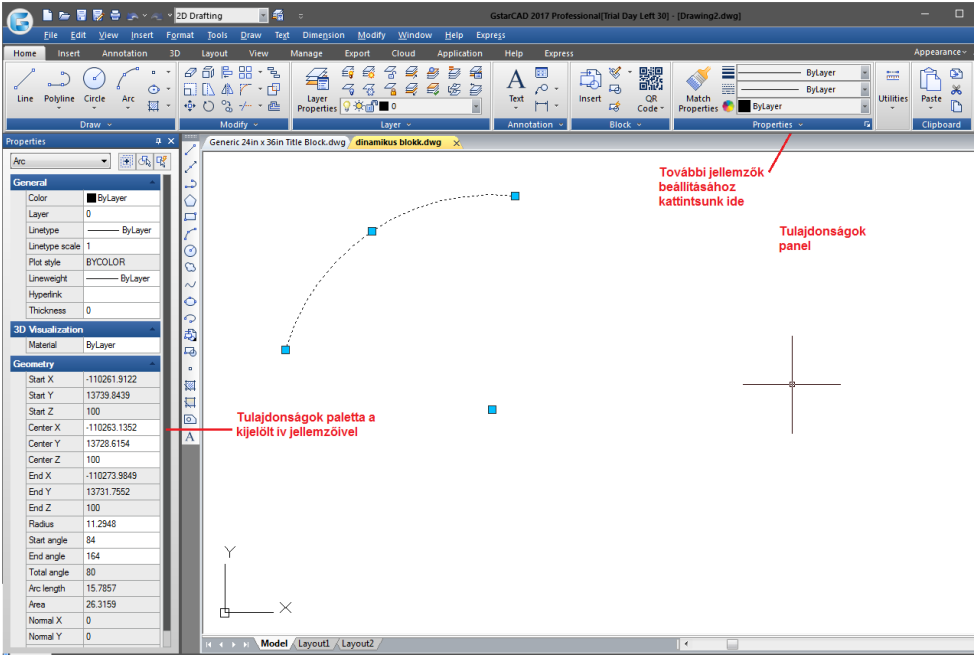 2D Drafting
GstarCAD 2017 Professional[Trial Day Left 30] - [Drawing2.dwg]
File Edit View Insert Format Tools Draw Text Dimension Modify Window Help Express
Home Insert Annotation 3D Layout View Manage Export Cloud Application Help Express Appearance
Line Polyline Circle Arc
Layer Properties
0
Text
Insert
QR Code
Match Properties
ByLayer
ByLayer
ByLayer
Utilities
Paste
Draw Modify Layer Annotation Block Properties Clipboard
Properties
Generic 24in x 36in Title Block.dwg dinamikus blokk.dwg
Arc
General
Color ByLayer
Layer 0
Linetype ByLayer
Linetype scale 1
Plot style BYCOLOR
Lineweight ByLayer
Hyperlink
Thickness 0
3D Visualization
Material ByLayer
Geometry
Start X -110261.9122
Start Y 13739.8439
Start Z 100
Center X -110263.1352
Center Y 13728.6154
Center Z 100
End X -110273.9849
End Y 13731.7552
End Z 100
Radius 11.2948
Start angle 84
End angle 164
Total angle 80
Arc length 15.7857
Area 26.3159
Normal X 0
Normal Y 0
További jellemzők
beállításához
kattintsunk ide
Tulajdonságok
panel
Tulajdonságok paletta a
kijelölt ív jellemzőivel
A
Y
X
Model Layout1 Layout2